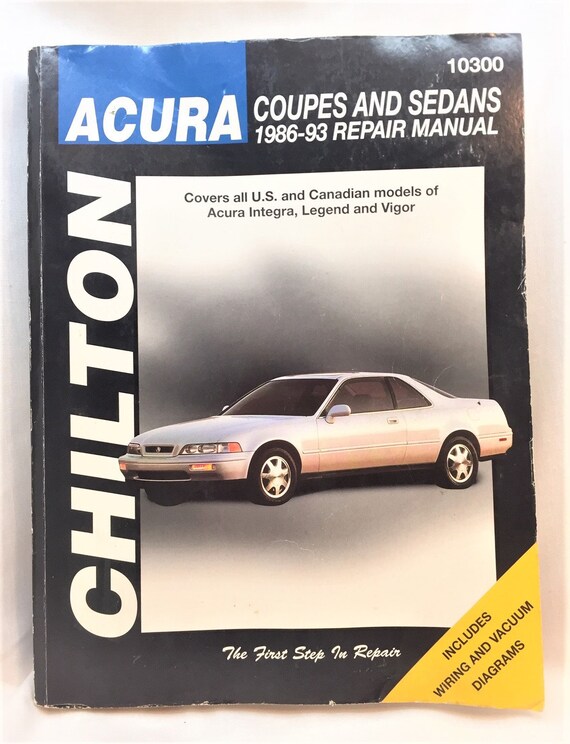 10300
ACURA
COUPES AND SEDANS
1986-93 REPAIR MANUAL
Covers all U.S. and Canadian models of
Acura Integra, Legend and Vigor
CHILTON
The First Step In Repair
INCLUDES
WIRING AND VACUUM
DIAGRAMS